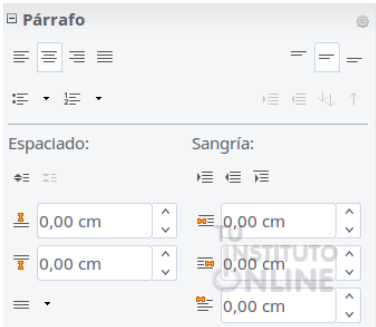 Párrafo
Espaciado: Sangría:
0,00 cm 0,00 cm
0,00 cm 0,00 cm
0,00 cm
TU
INSTITUTO
ONLINE